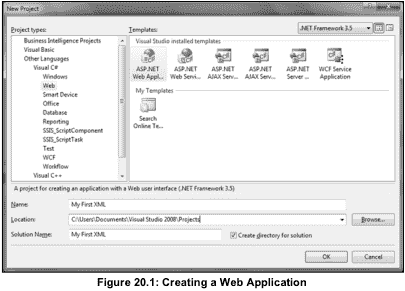 New Project
Project types:
Templates:
.NET Framework 3.5
Business Intelligence Projects
Visual Basic
Other Languages
Visual C#
Windows
Web
Smart Device
Office
Database
Reporting
SSIS_ScriptComponent
SSIS_ScriptTask
Test
WCF
Workflow
Visual C++
Visual Studio installed templates
ASP.NET Web Appl...
ASP.NET Web Servi...
ASP.NET AJAX Serv...
ASP.NET AJAX Serv...
ASP.NET Server ...
WCF Service Application
My Templates
Search Online Te...
A project for creating an application with a Web user interface (.NET Framework 3.5)
Name:
My First XML
Location:
C:\Users\Documents\Visual Studio 2008\Projects
Browse...
Solution Name:
My First XML
Create directory for solution
OK
Cancel
Figure 20.1: Creating a Web Application